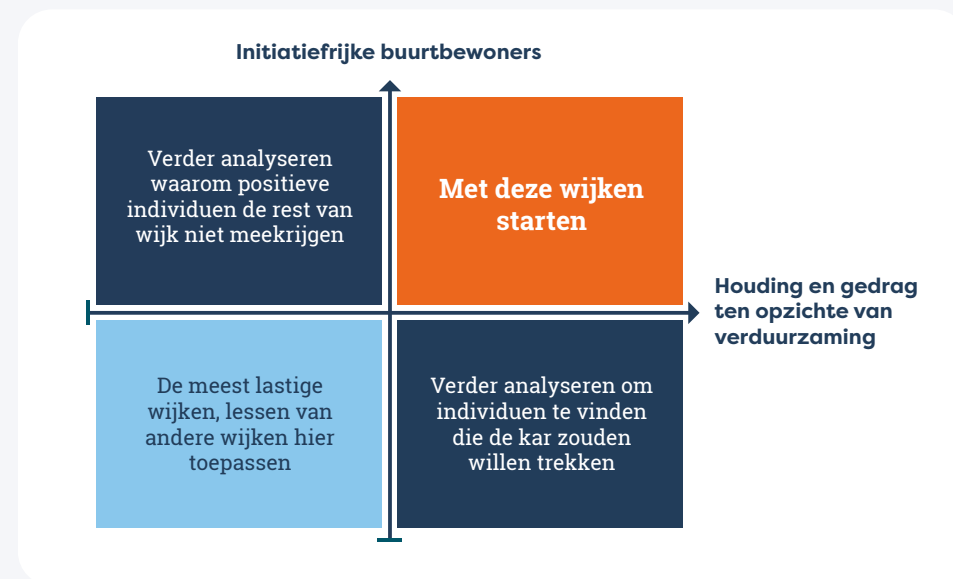 Initiatiefrijke buurtbewoners
Verder analyseren
waarom positieve
individuen de rest van
wijk niet meekrijgen
Met deze wijken
starten
Houding en gedrag
ten opzichte van
verduurzaming
De meest lastige
wijken, lessen van
andere wijken hier
toepassen
Verder analyseren om
individuen te vinden
die de kar zouden
willen trekken